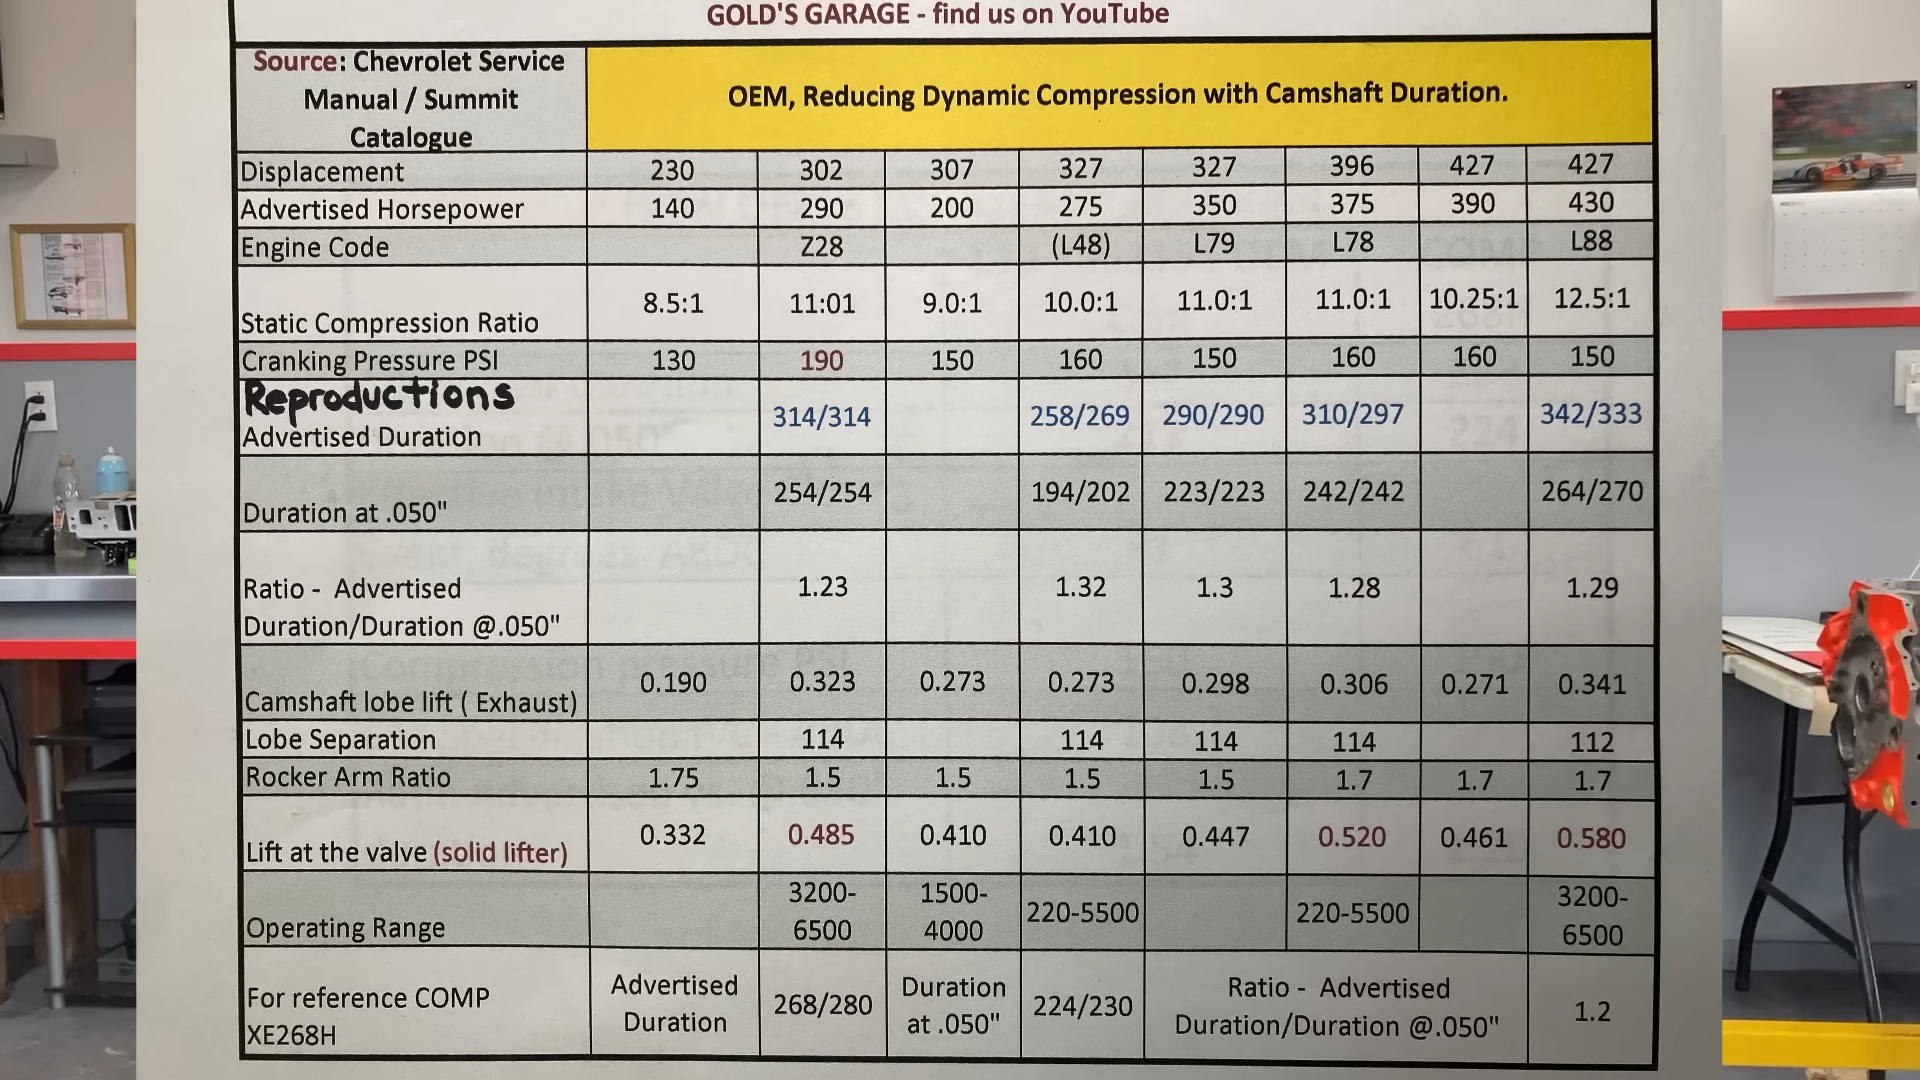 GOLD'S GARAGE - find us on YouTube
Source: Chevrolet Service
Manual / Summit
Catalogue
OEM, Reducing Dynamic Compression with Camshaft Duration.
Displacement 230 302 307 327 327 396 427 427
Advertised Horsepower 140 290 200 275 350 375 390 430
Engine Code Z28 (L48) L79 L78 L88
Static Compression Ratio 8.5:1 11:01 9.0:1 10.0:1 11.0:1 11.0:1 10.25:1 12.5:1
Cranking Pressure PSI 130 190 150 160 150 160 160 150
Reproductions
Advertised Duration 314/314 258/269 290/290 310/297 342/333
Duration at .050" 254/254 194/202 223/223 242/242 264/270
Ratio - Advertised
Duration/Duration @.050" 1.23 1.32 1.3 1.28 1.29
Camshaft lobe lift ( Exhaust) 0.190 0.323 0.273 0.273 0.298 0.306 0.271 0.341
Lobe Separation 114 114 114 114 112
Rocker Arm Ratio 1.75 1.5 1.5 1.5 1.5 1.7 1.7 1.7
Lift at the valve (solid lifter) 0.332 0.485 0.410 0.410 0.447 0.520 0.461 0.580
Operating Range 3200-6500 1500-4000 220-5500 220-5500 3200-6500
For reference COMP
XE268H
Advertised
Duration
268/280
Duration
at .050"
224/230
Ratio - Advertised
Duration/Duration @.050"
1.2